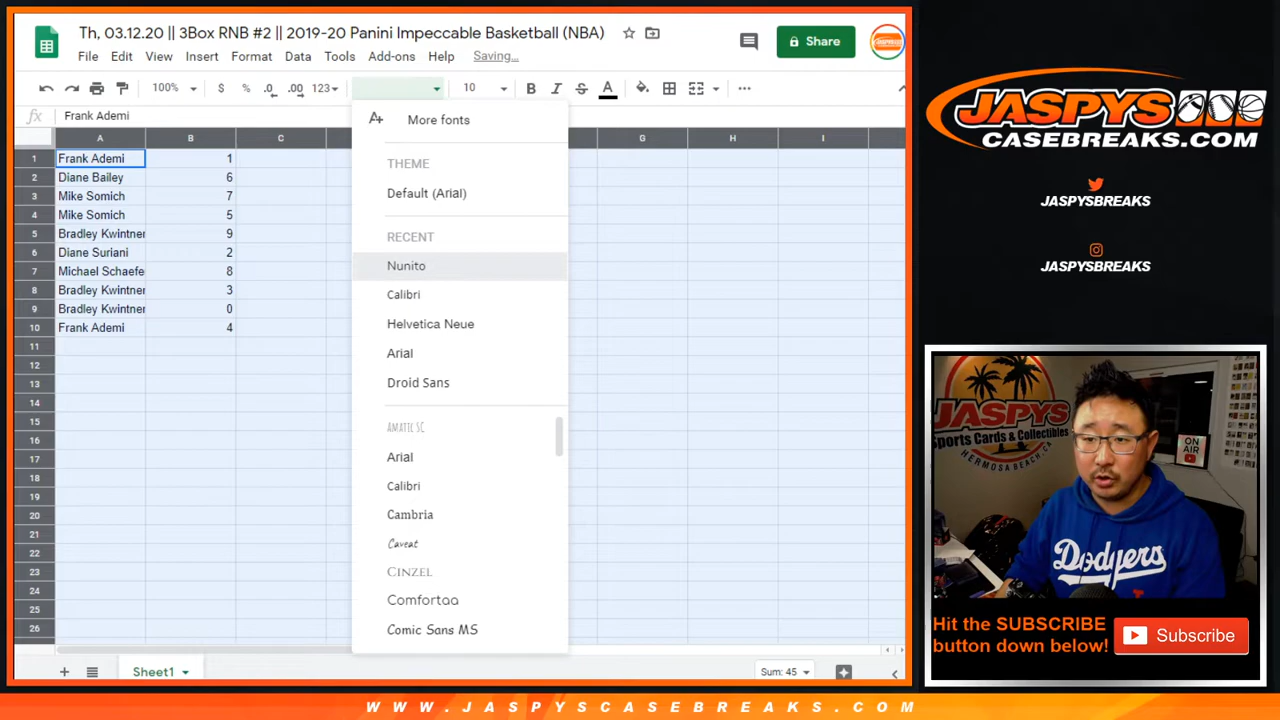 Th, 03.12.20 || 3Box RNB #2 || 2019-20 Panini Impeccable Basketball (NBA)
File Edit View Insert Format Data Tools Add-ons Help Saving...
Share
100% $ % .0 .00 123 10 B I S A
fx Frank Ademi
A B C G H I
1 Frank Ademi 1
2 Diane Bailey 6
3 Mike Somich 7
4 Mike Somich 5
5 Bradley Kwintner 9
6 Diane Suriani 2
7 Michael Schaefe 8
8 Bradley Kwintner 3
9 Bradley Kwintner 0
10 Frank Ademi 4
11
12
13
14
15
16
17
18
19
20
21
22
23
24
25
26
More fonts
THEME
Default (Arial)
RECENT
Nunito
Calibri
Helvetica Neue
Arial
Droid Sans
AMATIC SC
Arial
Calibri
Cambria
Caveat
CINZEL
Comfortaa
Comic Sans MS
Sheet1
Sum: 45
JASPYS
CASEBREAKS.COM
JASPYSBREAKS
JASPYSBREAKS
JASPYS
Sports Cards & Collectibles
HERMOSA BEACH, CA
ON AIR
Dodgers
Hit the SUBSCRIBE
button down below!
Subscribe
WWW.JASPYSCASEBREAKS.COM